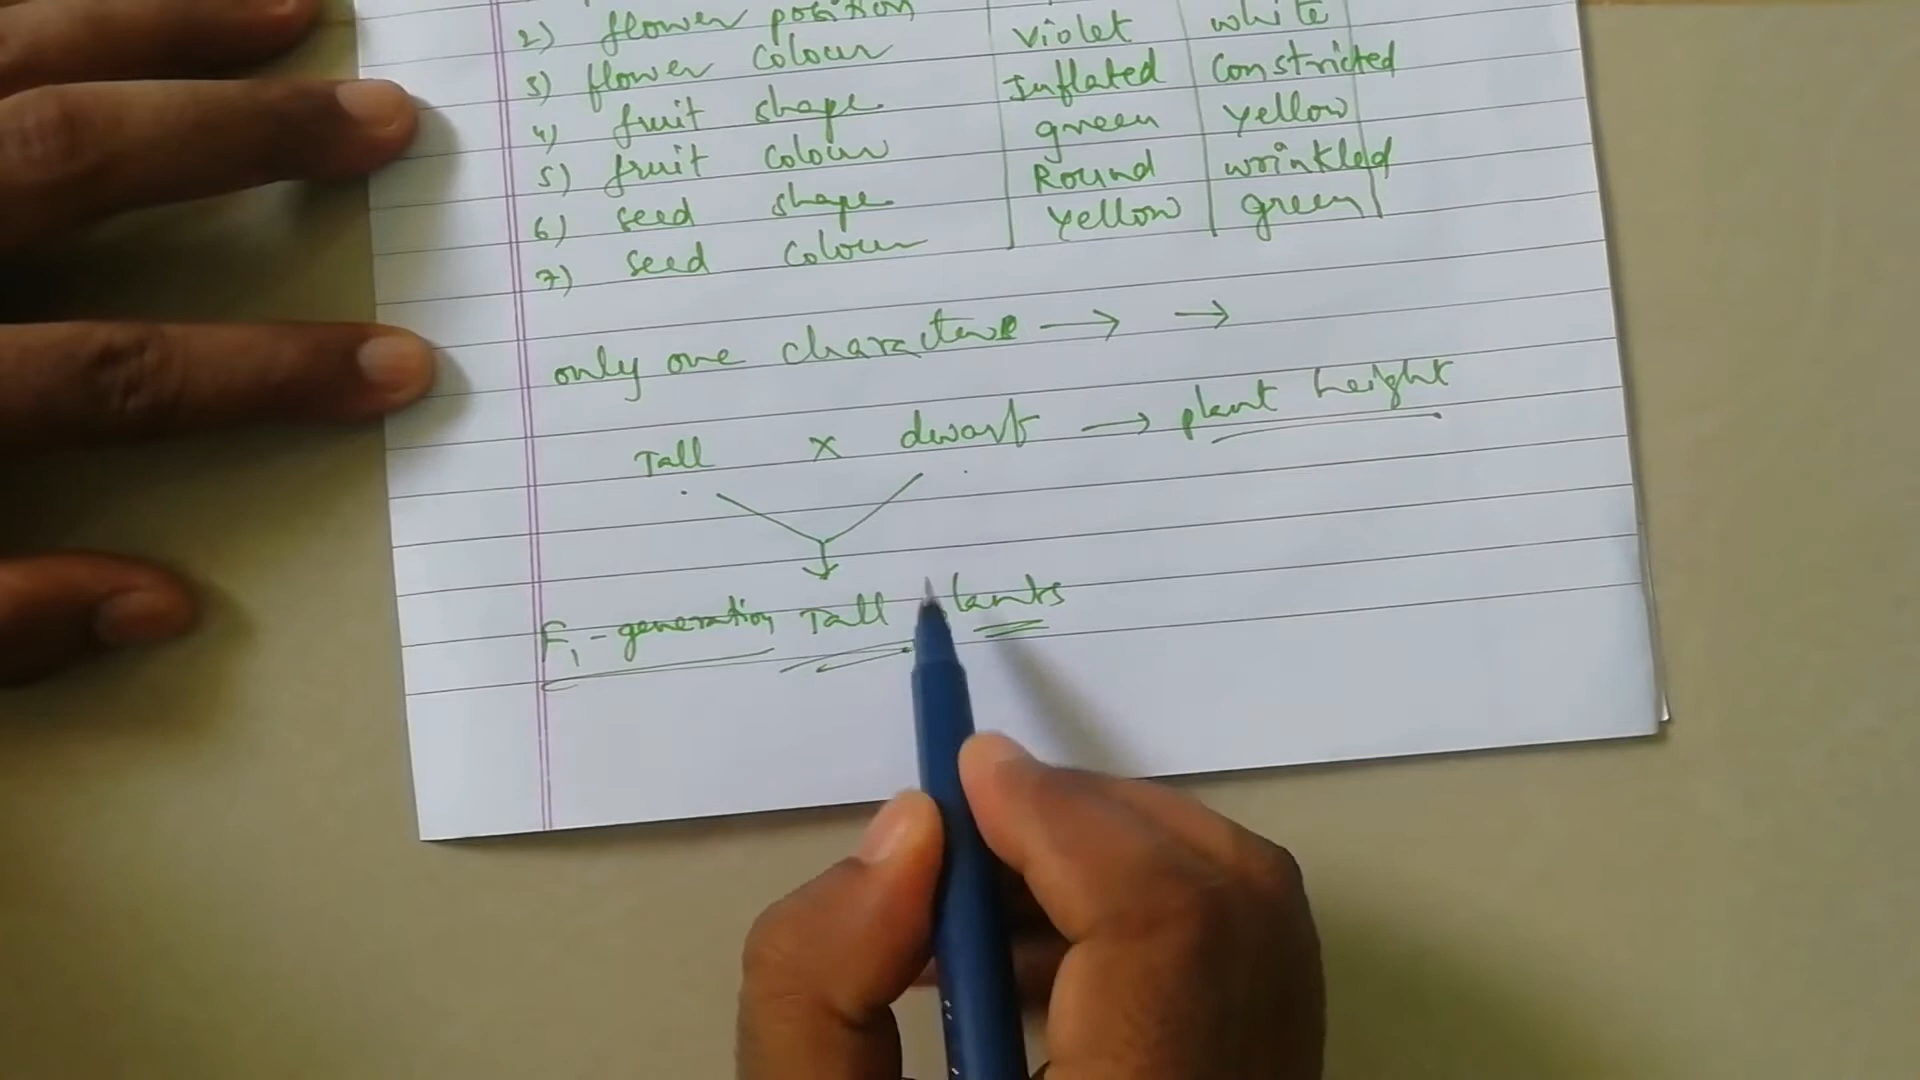 2) flower position
3) flower colour violet white
4) fruit shape Inflated constricted
5) fruit colour green yellow
6) seed shape Round wrinkled
7) seed colour yellow green
only one character → →
Tall x dwarf → plant height
F1 - generation Tall plants